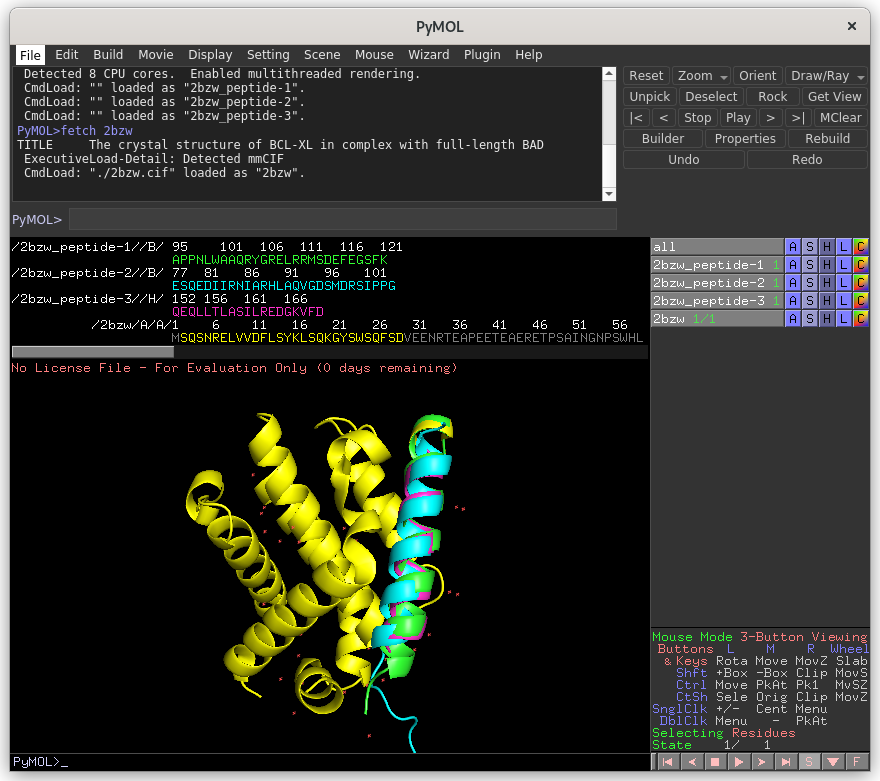 PyMOL
File Edit Build Movie Display Setting Scene Mouse Wizard Plugin Help
Detected 8 CPU cores.  Enabled multithreaded rendering.
CmdLoad: "" loaded as "2bzw_peptide-1".
CmdLoad: "" loaded as "2bzw_peptide-2".
CmdLoad: "" loaded as "2bzw_peptide-3".
PyMOL>fetch 2bzw
TITLE     The crystal structure of BCL-XL in complex with full-length BAD
ExecutiveLoad-Detail: Detected mmCIF
CmdLoad: "./2bzw.cif" loaded as "2bzw".
PyMOL>
Reset Zoom Orient Draw/Ray
Unpick Deselect Rock Get View
|< < Stop Play > >| MClear
Builder Properties Rebuild
Undo Redo
/2bzw_peptide-1//B/ 95 101 106 111 116 121
APPNLWAAQRYGRELRRMSDEFEGSFK
/2bzw_peptide-2//B/ 77 81 86 91 96 101
ESQEDIIRNIARHLAQVGDSMDRSIPPG
/2bzw_peptide-3//H/ 152 156 161 166
QEQLLTLASILREDGKVFD
/2bzw/A/A/1 6 11 16 21 26 31 36 41 46 51 56
MSQSNRELVVDFLSYKLSQKGYSWSQFSDVEENRTEAPEETEAERETPSAINGNPSWHL
No License File - For Evaluation Only (0 days remaining)
all A S H L C
2bzw_peptide-1 1 A S H L C
2bzw_peptide-2 1 A S H L C
2bzw_peptide-3 1 A S H L C
2bzw 1/1 A S H L C
Mouse Mode 3-Button Viewing
Buttons L M R Wheel
& Keys Rota Move MovZ Slab
Shft +Box -Box Clip MovS
Ctrl Move PkAt Pk1 MvSZ
CtSh Sele Orig Clip MovZ
SnglClk +/- Cent Menu
DblClk Menu - PkAt
Selecting Residues
State 1/ 1
PyMOL>_
S F